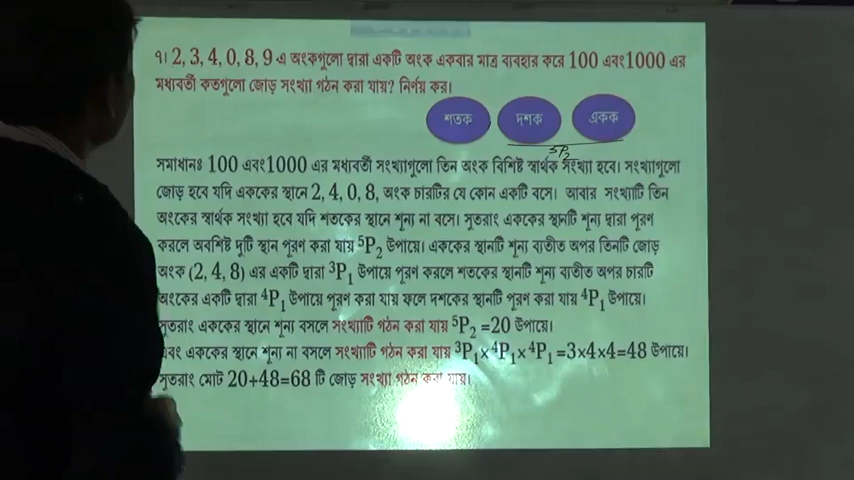 ৭। 2, 3, 4, 0, 8, 9 এ অংকগুলো দ্বারা একটি অংক একবার মাত্র ব্যবহার করে 100 এবং1000 এর
মধ্যবর্তী কতগুলো জোড় সংখ্যা গঠন করা যায়? নির্ণয় কর।
শতক দশক একক
5P2
সমাধানঃ 100 এবং1000 এর মধ্যবর্তী সংখ্যাগুলো তিন অংক বিশিষ্ট স্বার্থক সংখ্যা হবে। সংখ্যাগুলো
জোড় হবে যদি এককের স্থানে 2, 4, 0, 8, অংক চারটির যে কোন একটি বসে। আবার সংখ্যাটি তিন
অংকের স্বার্থক সংখ্যা হবে যদি শতকের স্থানে শূন্য না বসে। সুতরাং এককের স্থানটি শূন্য দ্বারা পূরণ
করলে অবশিষ্ট দুটি স্থান পূরণ করা যায় ⁵P₂ উপায়ে। এককের স্থানটি শূন্য ব্যতীত অপর তিনটি জোড়
অংক (2, 4, 8) এর একটি দ্বারা ³P₁ উপায়ে পূরণ করলে শতকের স্থানটি শূন্য ব্যতীত অপর চারটি
অংকের একটি দ্বারা ⁴P₁ উপায়ে পূরণ করা যায় ফলে দশকের স্থানটি পূরণ করা যায় ⁴P₁ উপায়ে।
সুতরাং এককের স্থানে শূন্য বসলে সংখ্যাটি গঠন করা যায় ⁵P₂ =20 উপায়ে।
এবং এককের স্থানে শূন্য না বসলে সংখ্যাটি গঠন করা যায় ³P₁×⁴P₁×⁴P₁=3×4×4=48 উপায়ে।
সুতরাং মোট 20+48=68 টি জোড় সংখ্যা গঠন করা যায়।